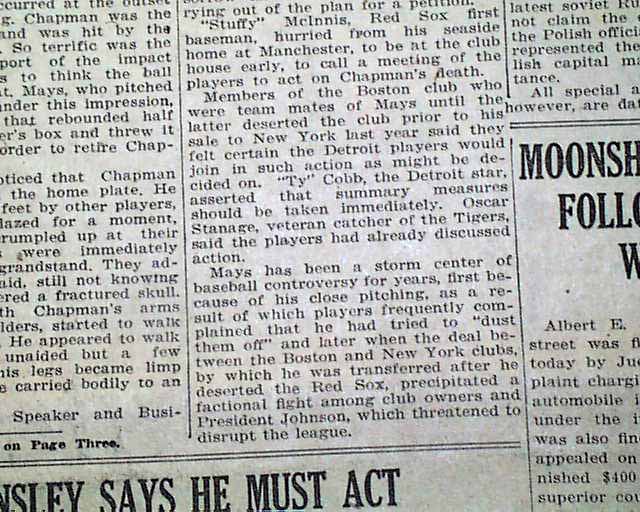 ccurred at the outset
g. Chapman was the
and was hit by the
. So terrific was the
port of the impact
s to think the ball
at. Mays, who pitched
under this impression,
that rebounded half
er's box and threw it
order to retire Chap-
oticed that Chapman
the home plate. He
feet by other players,
lazed for a moment,
crumpled up at their
were immediately
grandstand. They ad-
aid, still not knowing
ered a fractured skull.
th Chapman's arms
lders, started to walk
. He appeared to walk
unaided but a few
his legs became limp
e carried bodily to an
Speaker and Busi-
on Page Three.
rying out of the plan for a petition.
"Stuffy" McInnis, Red Sox first
baseman, hurried from his seaside
home at Manchester, to be at the club
house early, to call a meeting of the
players to act on Chapman's death.
Members of the Boston club who
were team mates of Mays until the
latter deserted the club prior to his
sale to New York last year said they
felt certain the Detroit players would
join in such action as might be de-
cided on. "Ty" Cobb, the Detroit star,
asserted that summary measures
should be taken immediately. Oscar
Stanage, veteran catcher of the Tigers,
said the players had already discussed
action.
Mays has been a storm center of
baseball controversy for years, first be-
cause of his close pitching, as a re-
sult of which players frequently com-
plained that he had tried to "dust
them off" and later when the deal be-
tween the Boston and New York clubs,
by which he was transferred after he
deserted the Red Sox, precipitated a
factional fight among club owners and
President Johnson, which threatened to
disrupt the league.
NSLEY SAYS HE MUST ACT
latest soviet Ru
not claim the
the Polish offici
represented the
lish capital ma
tance.
All special a
however, are da
MOONSH
FOLLO
W
Albert E.
street was fi
today by Jud
plaint chargi
automobile i
under the i
was also fin
appealed on
nished $400
superior cou